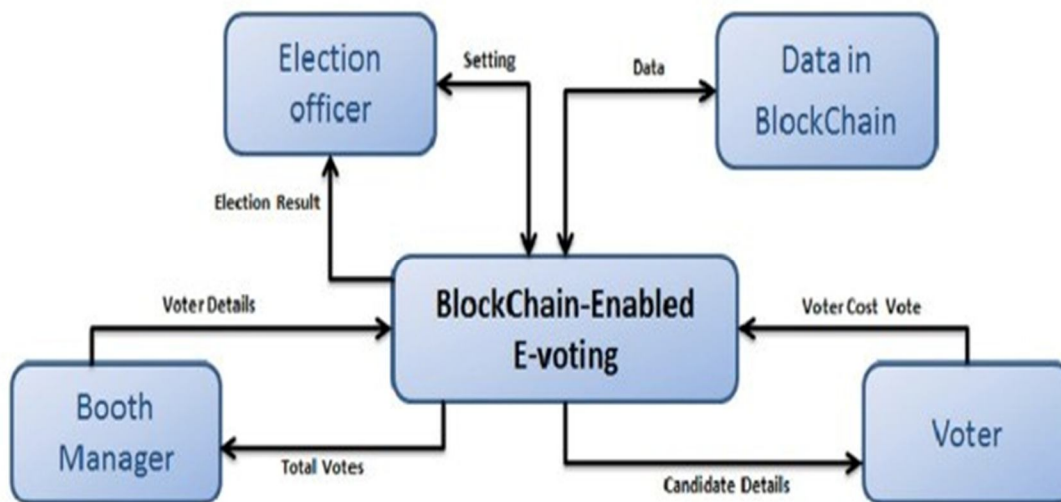 Election
officer
Setting
Data
Data in
BlockChain
Election Result
BlockChain-Enabled
E-voting
Voter Details
Voter Cost Vote
Booth
Manager
Total Votes
Candidate Details
Voter